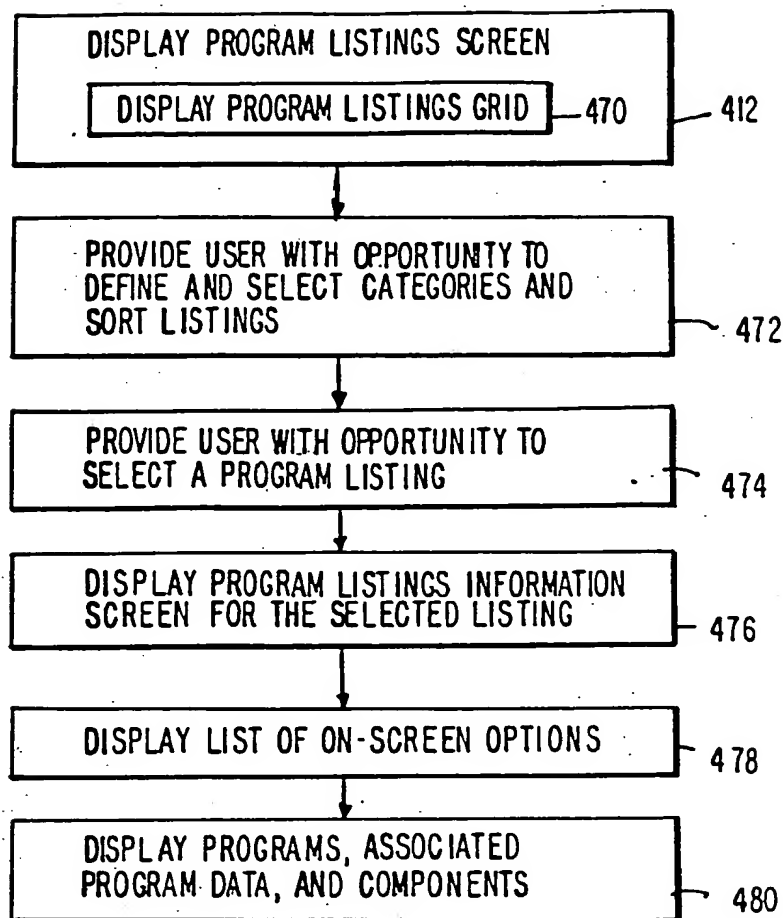 DISPLAY PROGRAM LISTINGS SCREEN
DISPLAY PROGRAM LISTINGS GRID
470
412
PROVIDE USER WITH OPPORTUNITY TO
DEFINE AND SELECT CATEGORIES AND
SORT LISTINGS
472
PROVIDE USER WITH OPPORTUNITY TO
SELECT A PROGRAM LISTING
474
DISPLAY PROGRAM LISTINGS INFORMATION
SCREEN FOR THE SELECTED LISTING
476
DISPLAY LIST OF ON-SCREEN OPTIONS
478
DISPLAY PROGRAMS, ASSOCIATED
PROGRAM DATA, AND COMPONENTS
480